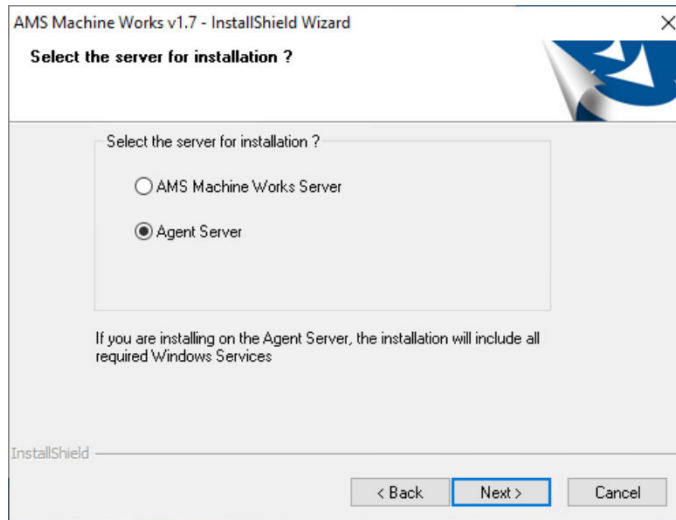 AMS Machine Works v1.7 - InstallShield Wizard
Select the server for installation ?
Select the server for installation ?
AMS Machine Works Server
Agent Server
If you are installing on the Agent Server, the installation will include all
required Windows Services
InstallShield
< Back
Next >
Cancel